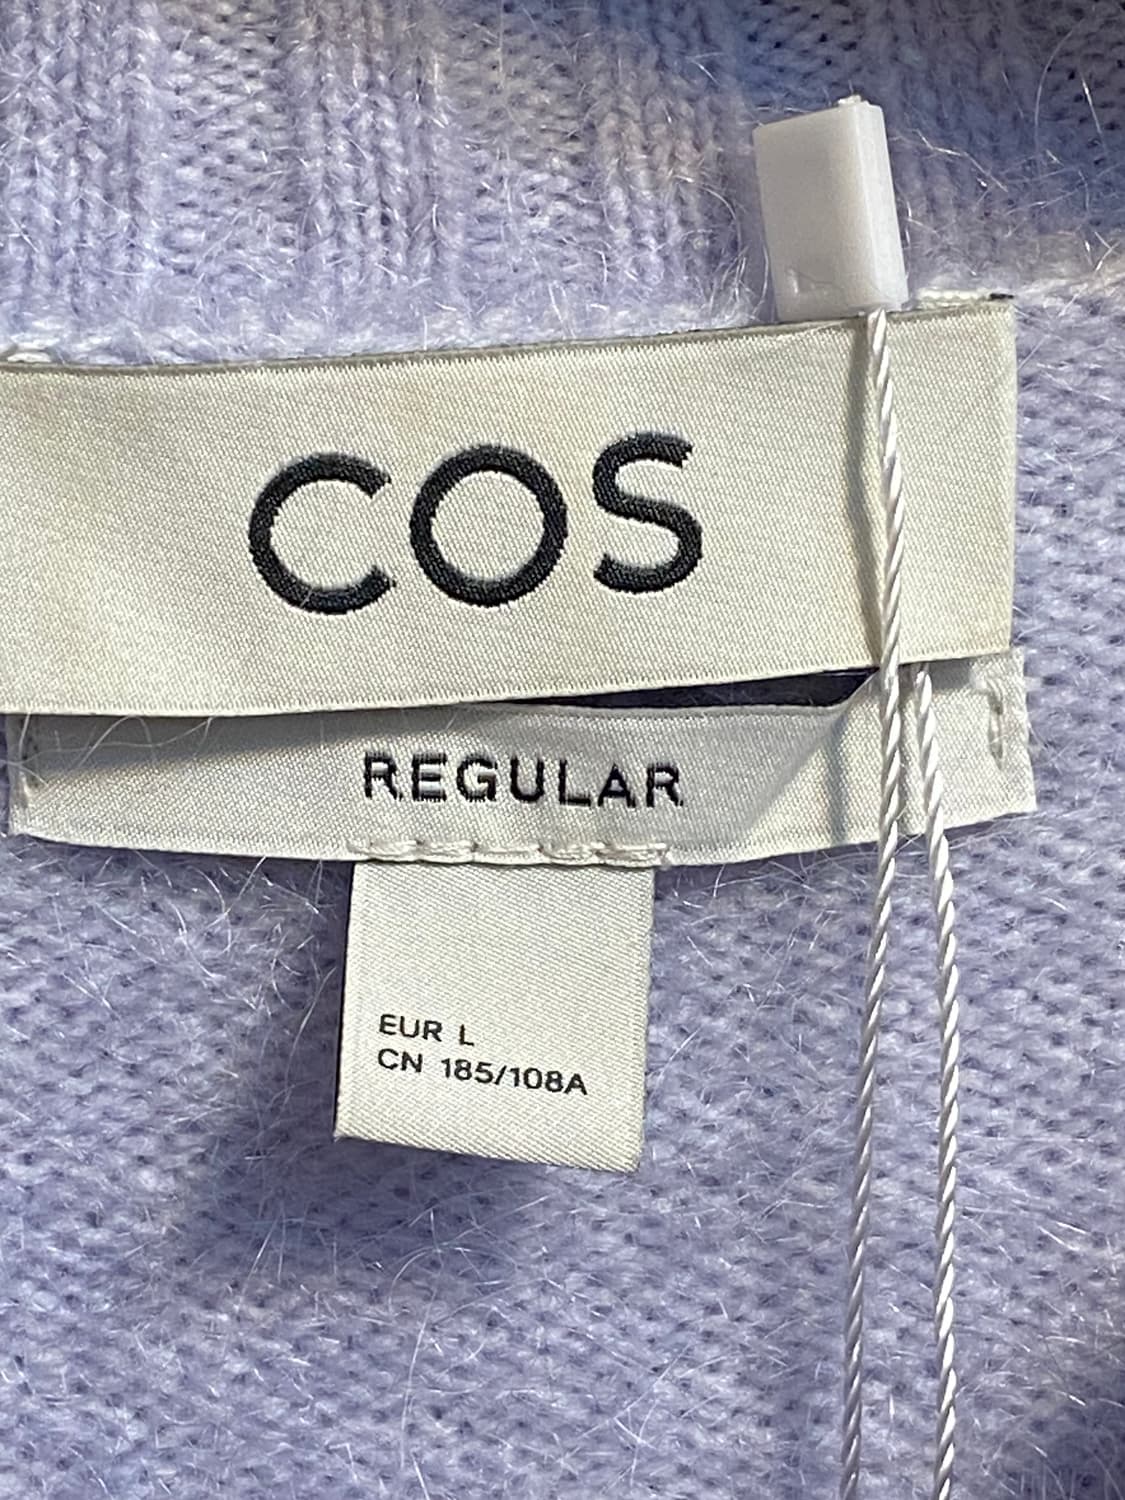 COS
REGULAR
EUR L
CN 185/108A